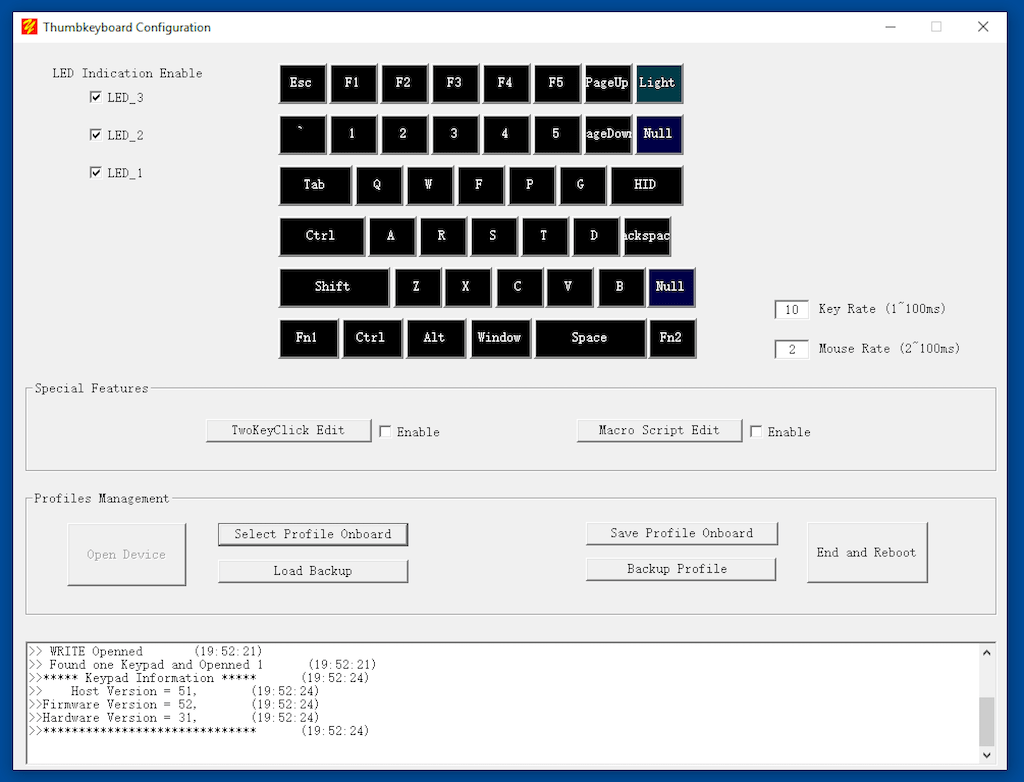 Thumbkeyboard Configuration
LED Indication Enable
LED_3
LED_2
LED_1
Esc F1 F2 F3 F4 F5 PageUp Light
` 1 2 3 4 5 ageDown Null
Tab Q W F P G HID
Ctrl A R S T D ackspac
Shift Z X C V B Null
Fn1 Ctrl Alt Window Space Fn2
10 Key Rate (1~100ms)
2 Mouse Rate (2~100ms)
Special Features
TwoKeyClick Edit Enable Macro Script Edit Enable
Profiles Management
Open Device
Select Profile Onboard
Load Backup
Save Profile Onboard
Backup Profile
End and Reboot
>> WRITE Openned (19:52:21)
>> Found one Keypad and Openned 1 (19:52:21)
>>***** Keypad Information ***** (19:52:24)
>> Host Version = 51, (19:52:24)
>>Firmware Version = 52, (19:52:24)
>>Hardware Version = 31, (19:52:24)
>>****************************** (19:52:24)